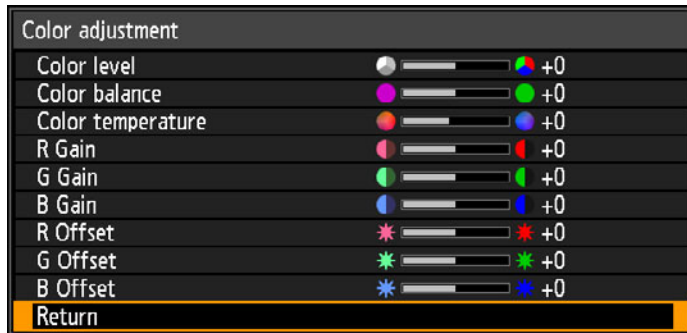 Color adjustment
Color level +0
Color balance +0
Color temperature +0
R Gain +0
G Gain +0
B Gain +0
R Offset +0
G Offset +0
B Offset +0
Return